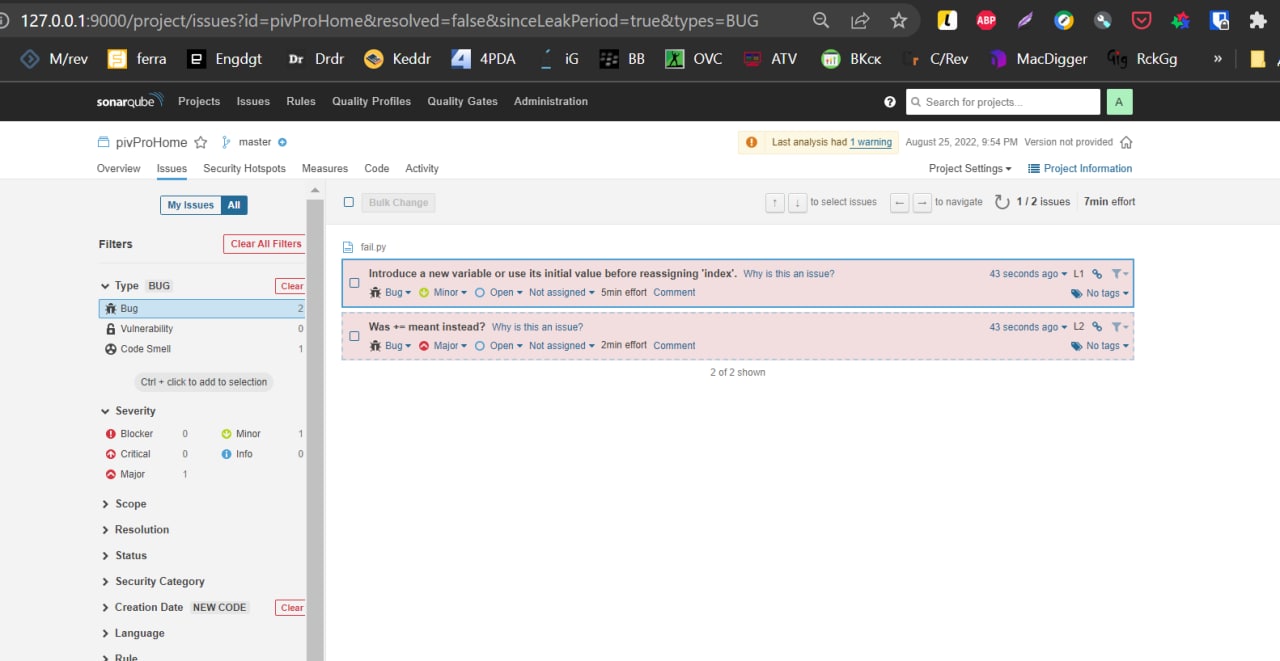 127.0.0.1:9000/project/issues?id=pivProHome&resolved=false&sinceLeakPeriod=true&types=BUG
L ABP
M/rev ferra Engdgt Dr Drdr Keddr 4PDA iG BB OVC ATV ВКск C/Rev MacDigger RckGg »
sonarqube Projects Issues Rules Quality Profiles Quality Gates Administration ? Search for projects... A
pivProHome master Last analysis had 1 warning August 25, 2022, 9:54 PM Version not provided
Overview Issues Security Hotspots Measures Code Activity Project Settings Project Information
My Issues All Bulk Change ↑ ↓ to select issues ← → to navigate 1 / 2 issues 7min effort
Filters Clear All Filters
fail.py
Type BUG Clear
Bug 2
Vulnerability 0
Code Smell 1
Ctrl + click to add to selection
Introduce a new variable or use its initial value before reassigning 'index'. Why is this an issue? 43 seconds ago L1
Bug Minor Open Not assigned 5min effort Comment No tags
Was += meant instead? Why is this an issue? 43 seconds ago L2
Bug Major Open Not assigned 2min effort Comment No tags
2 of 2 shown
Severity
Blocker 0 Minor 1
Critical 0 Info 0
Major 1
Scope
Resolution
Status
Security Category
Creation Date NEW CODE Clear
Language
Rule